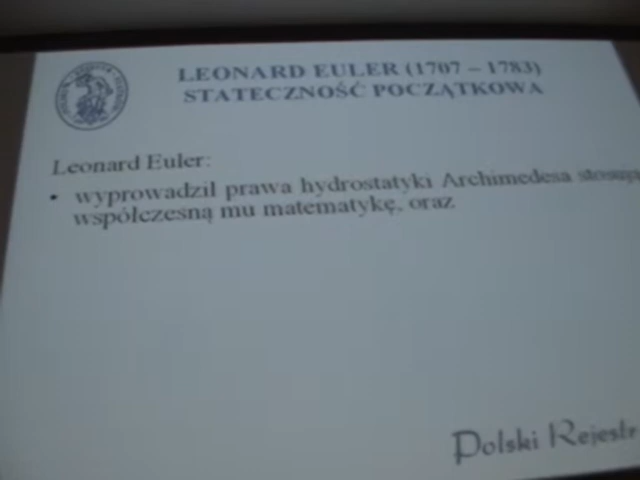 LEONARD EULER (1707 – 1783)
STATECZNOŚĆ POCZĄTKOWA
Leonard Euler:
• wyprowadzil prawa hydrostatyki Archimedesa
współczesną mu matematykę, oraz
Polski